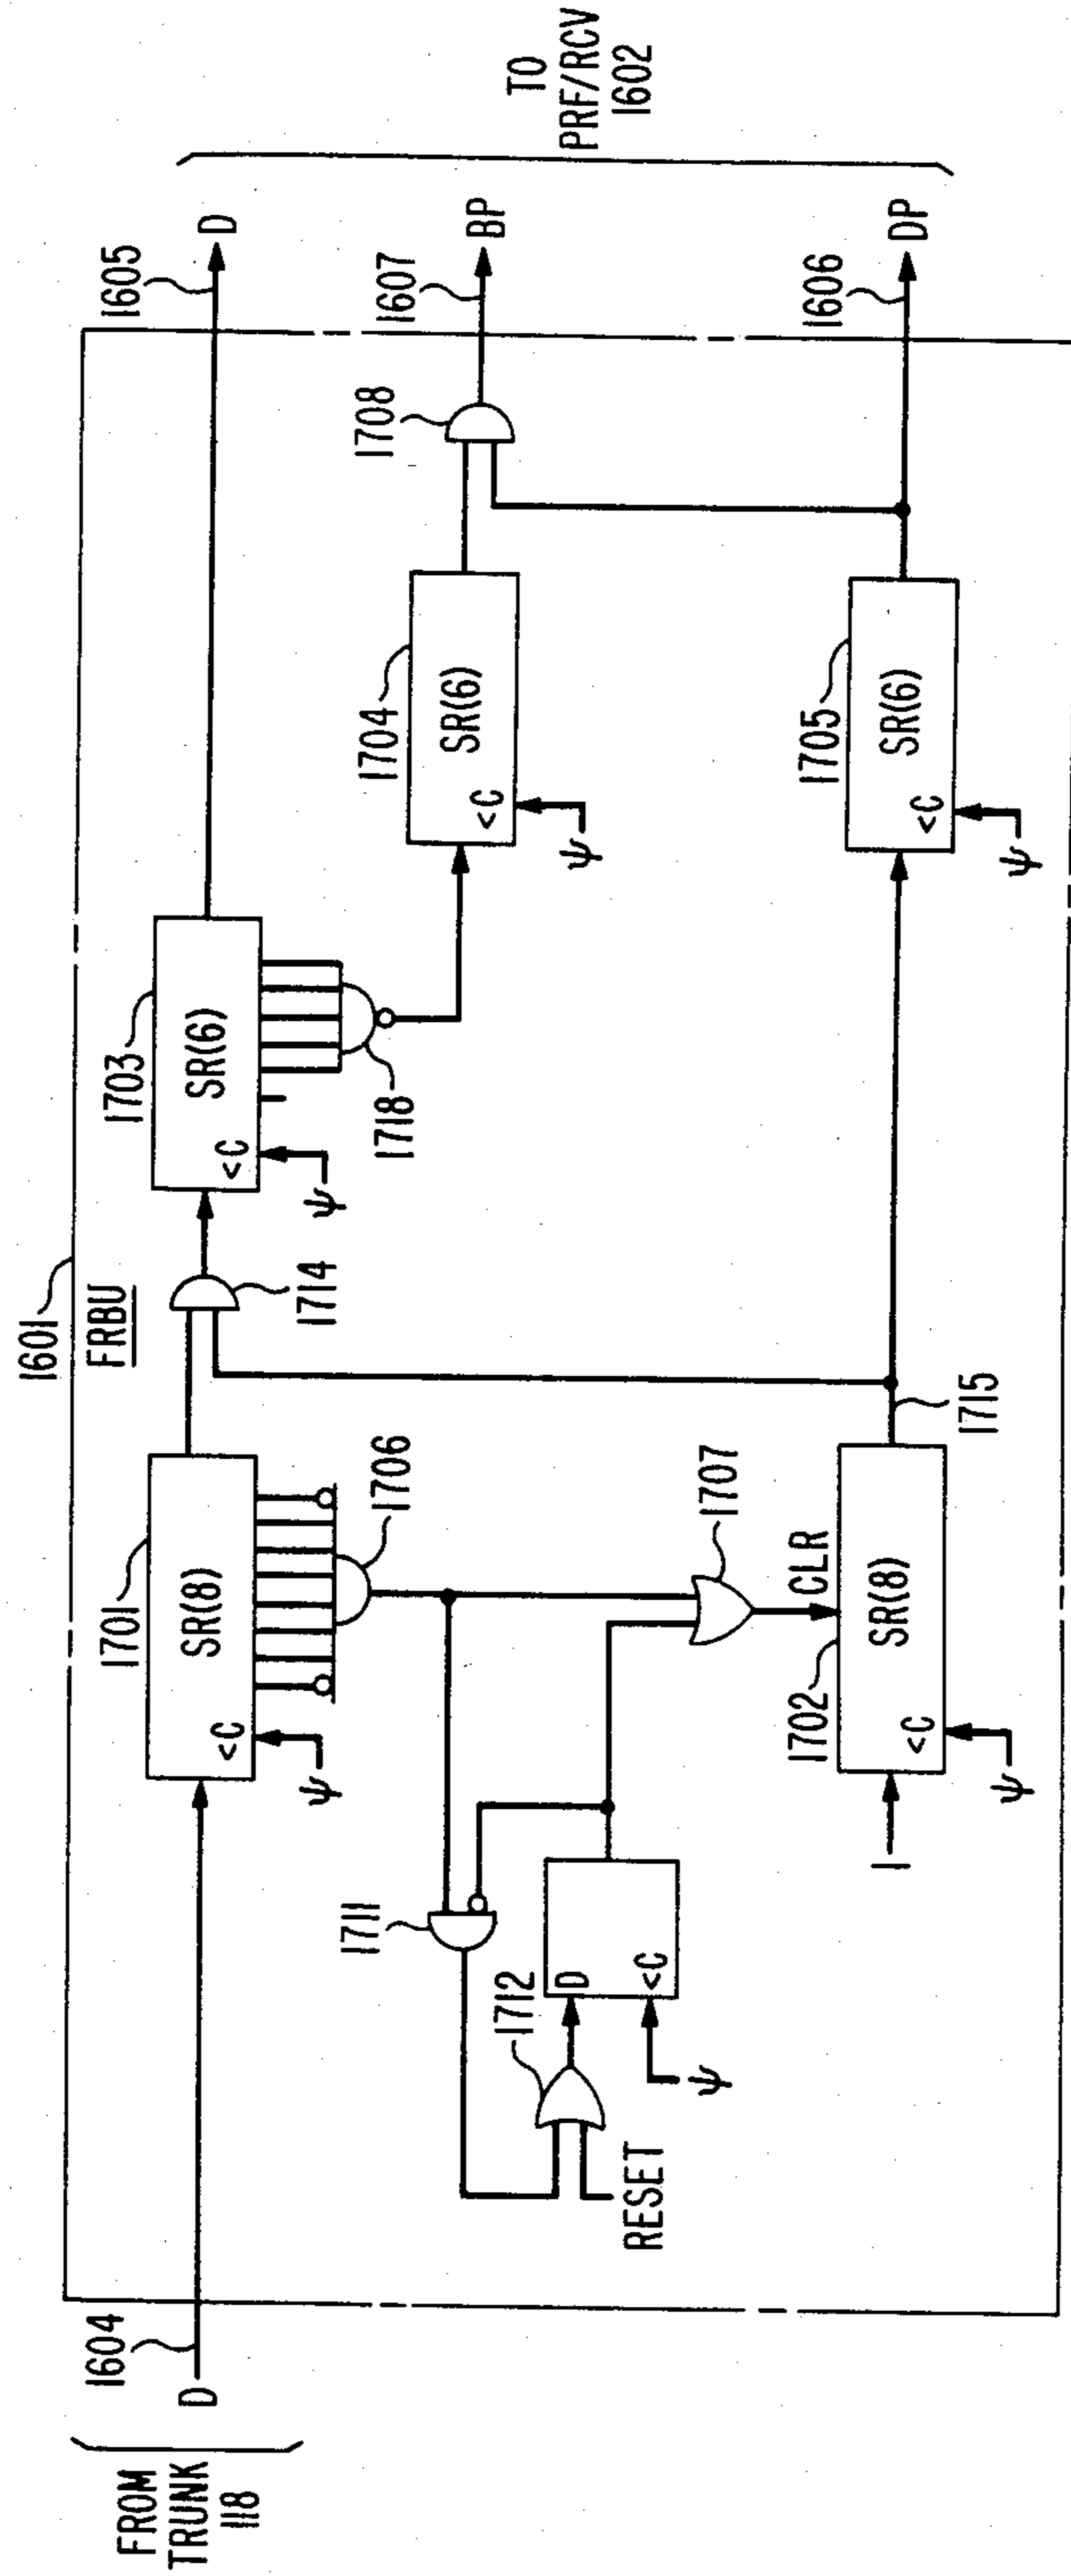 FROM
TRUNK
118
D
1604
1601
FRBU
1701
SR(8)
<C
ψ
1706
1714
1703
SR(6)
<C
ψ
1718
1605
D
1704
SR(6)
<C
ψ
1708
1607
BP
TO
PRF/RCV
1602
1711
1712
D
<C
ψ
RESET
1707
CLR
1702
SR(8)
<C
1
ψ
1715
1705
SR(6)
<C
ψ
1606
DP